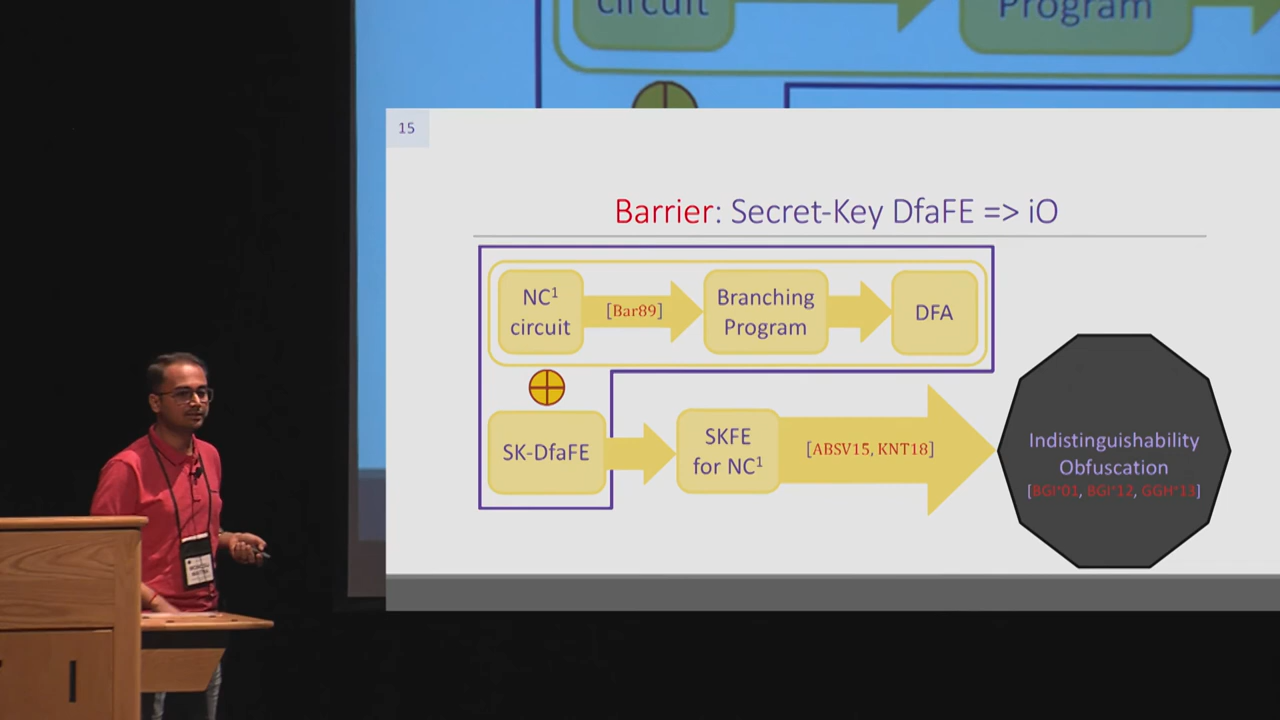 circuit
Program
15
Barrier: Secret-Key DfaFE => iO
NC¹ circuit
[Bar89]
Branching Program
DFA
SK-DfaFE
SKFE for NC¹
[ABSV15, KNT18]
Indistinguishability
Obfuscation
[BGI⁺01, BGI⁺12, GGH⁺13]